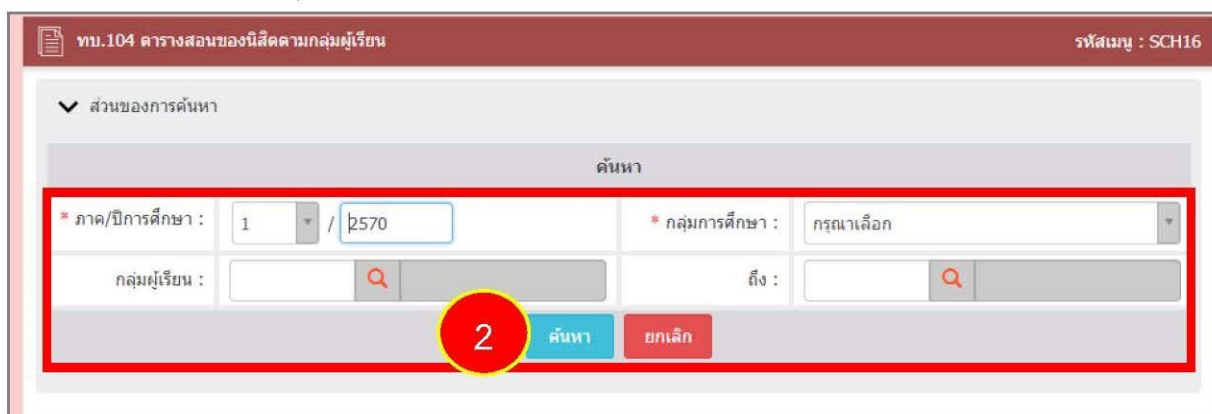 ทบ.104 ตารางสอนของนิสิตตามกลุ่มผู้เรียน รหัสเมนู : SCH16
ส่วนของการค้นหา
ค้นหา
* ภาค/ปีการศึกษา : 1 / 2570 * กลุ่มการศึกษา : กรุณาเลือก
กลุ่มผู้เรียน : ถึง :
2 ค้นหา ยกเลิก